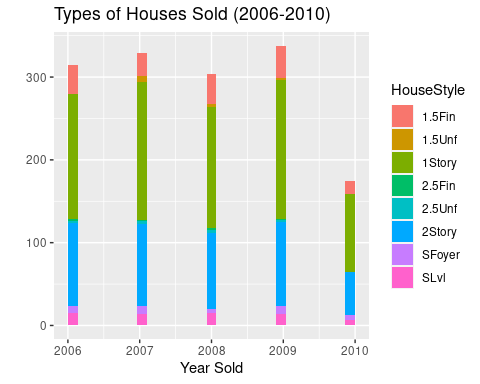 Types of Houses Sold (2006-2010)
300
200
100
0
2006 2007 2008 2009 2010
Year Sold
HouseStyle
1.5Fin
1.5Unf
1Story
2.5Fin
2.5Unf
2Story
SFoyer
SLvl